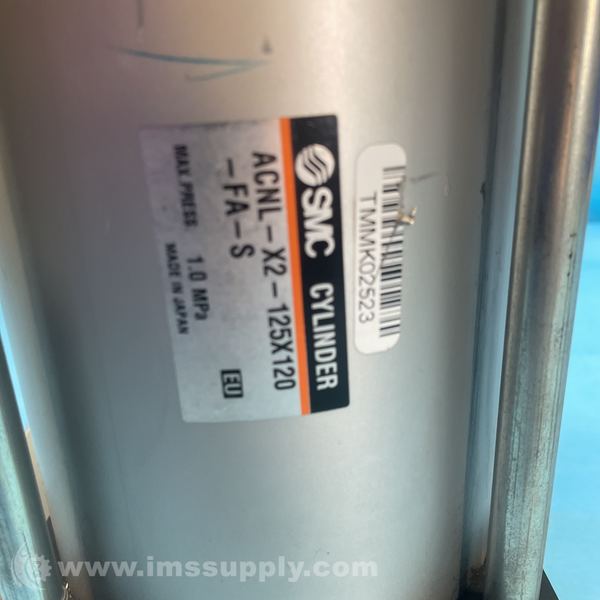 SMC CYLINDER
ACNL-X2-125X120
-FA-S
MAX.PRESS 1.0 MPa
MADE IN JAPAN
EU
TMMK02523
www.imssupply.com